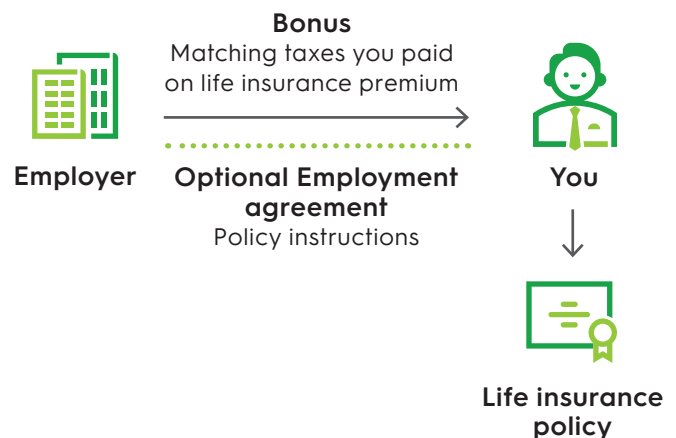 Bonus
Matching taxes you paid
on life insurance premium
Employer
Optional Employment
agreement
Policy instructions
You
Life insurance
policy